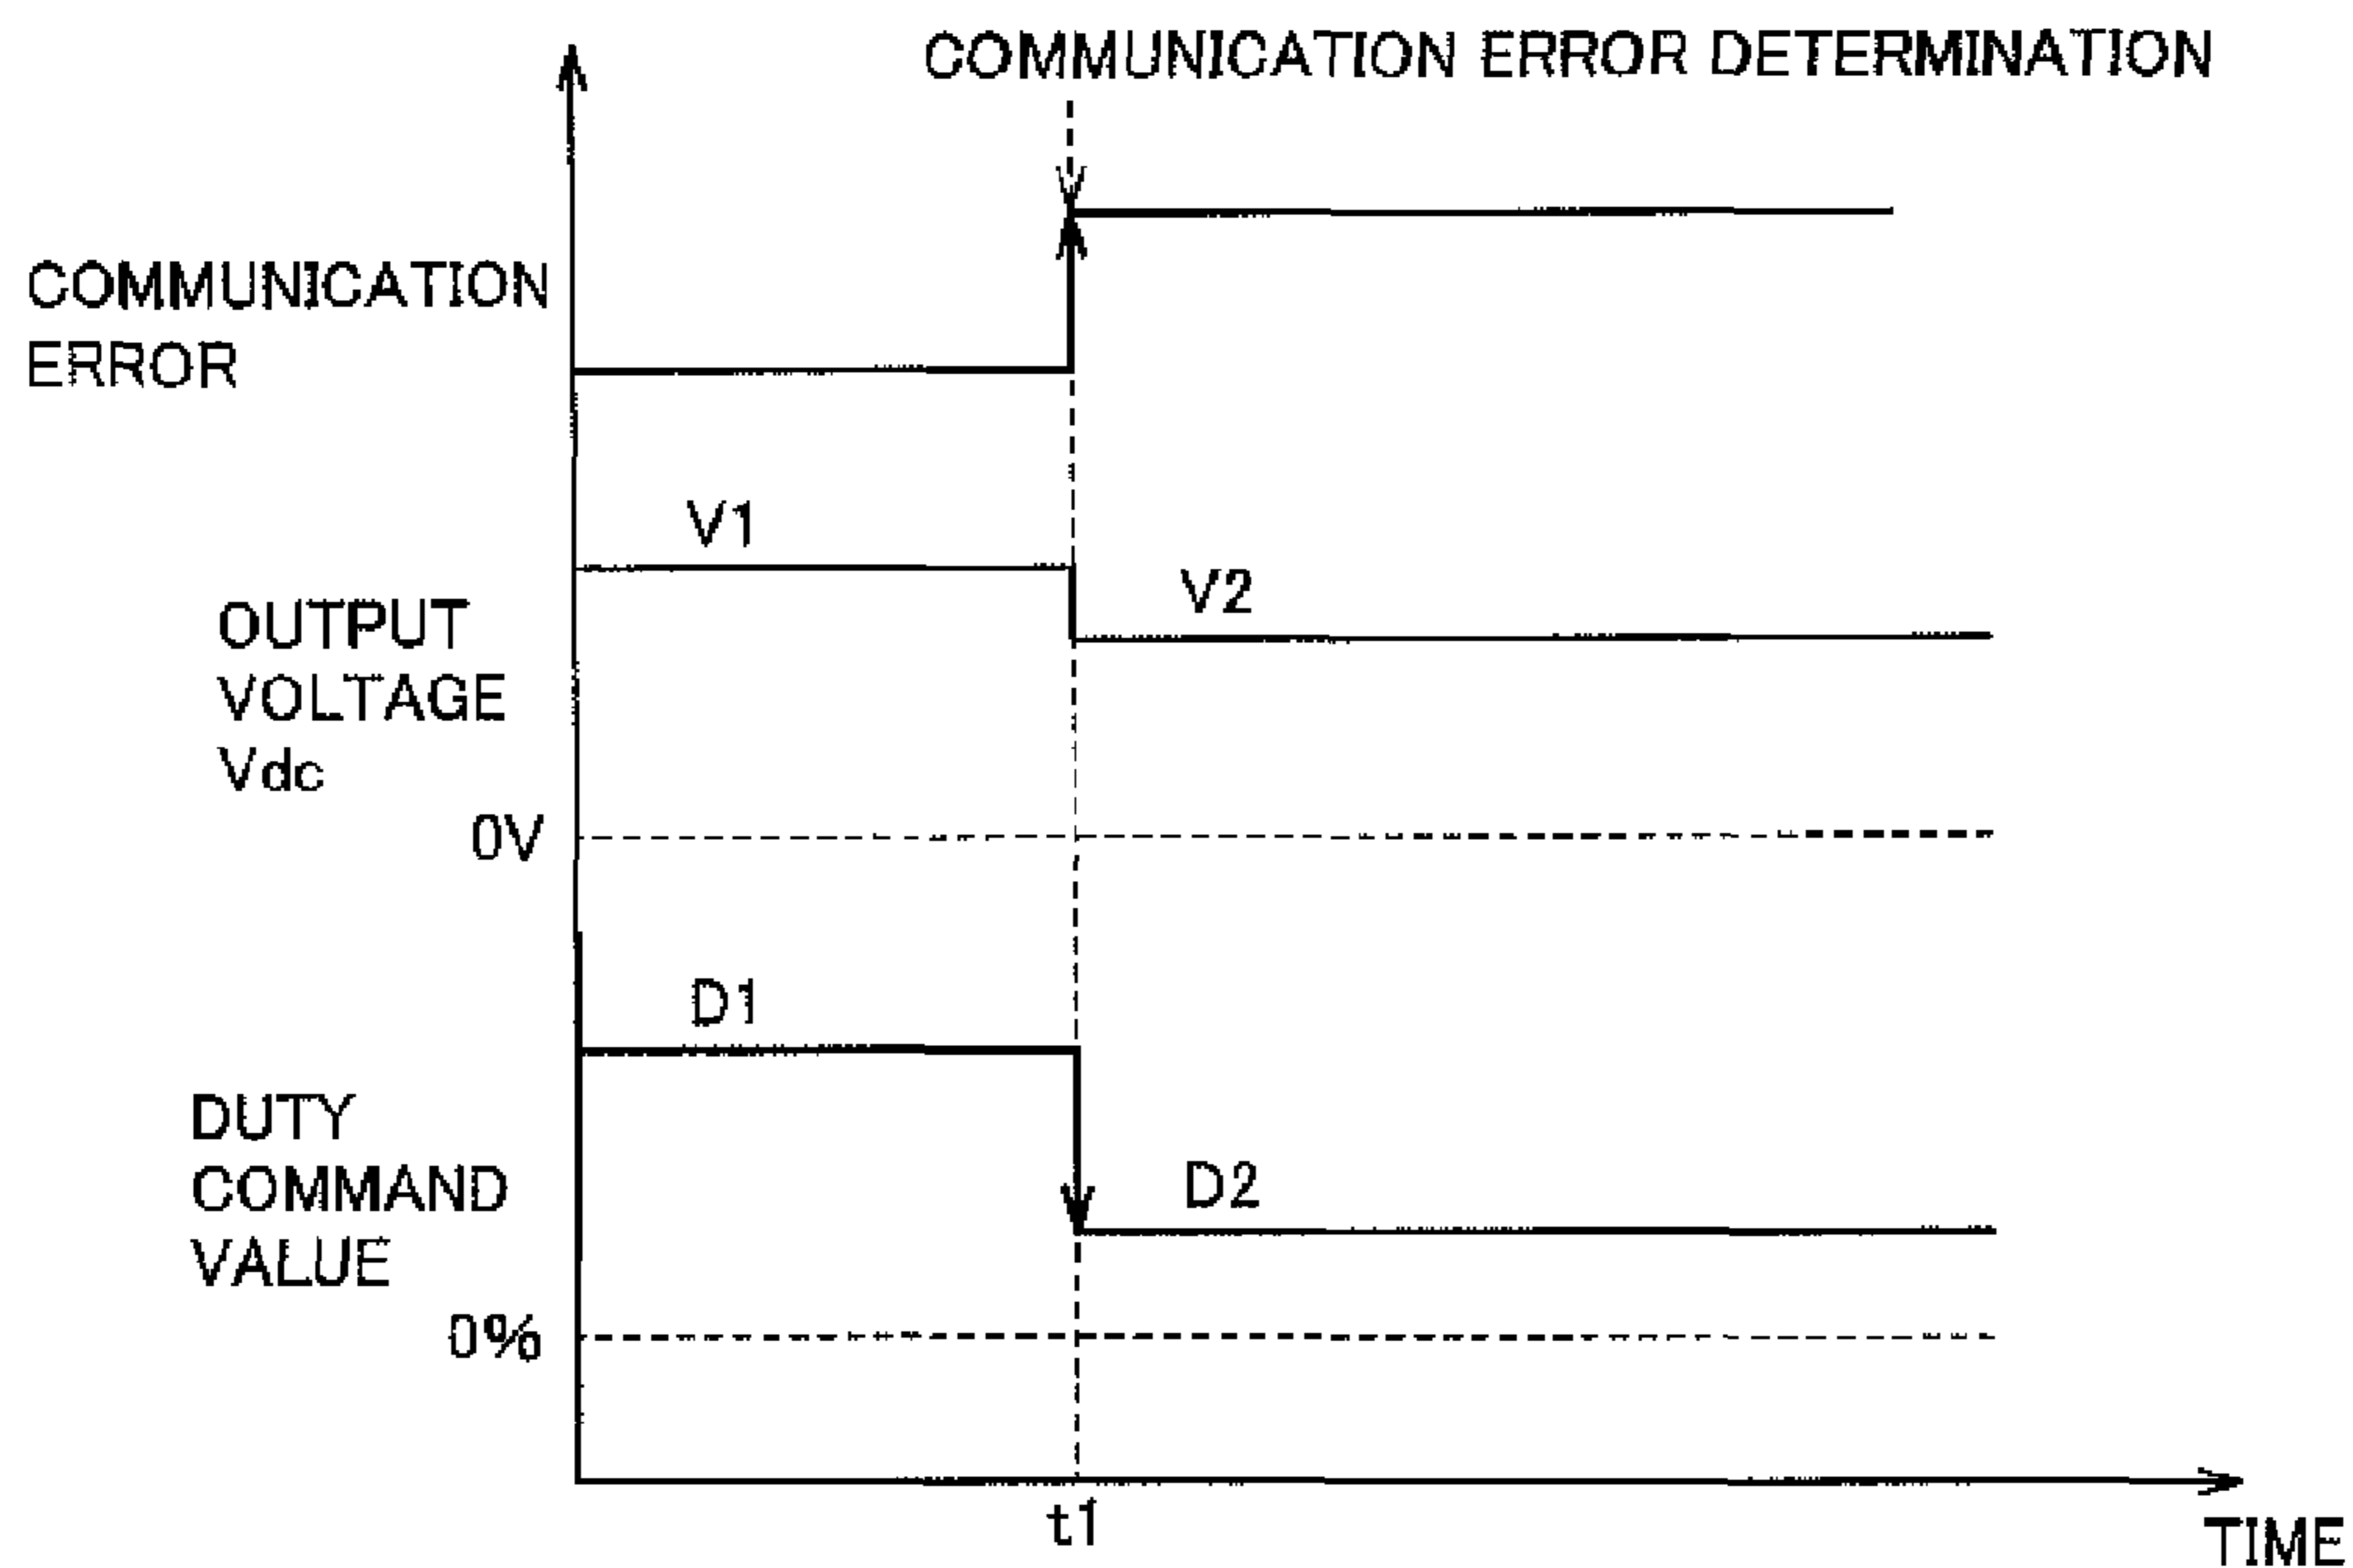 COMMUNICATION ERROR DETERMINATION
COMMUNICATION
ERROR
V1
V2
OUTPUT
VOLTAGE
Vdc
0V
D1
DUTY
COMMAND
VALUE
D2
0%
t1
TIME